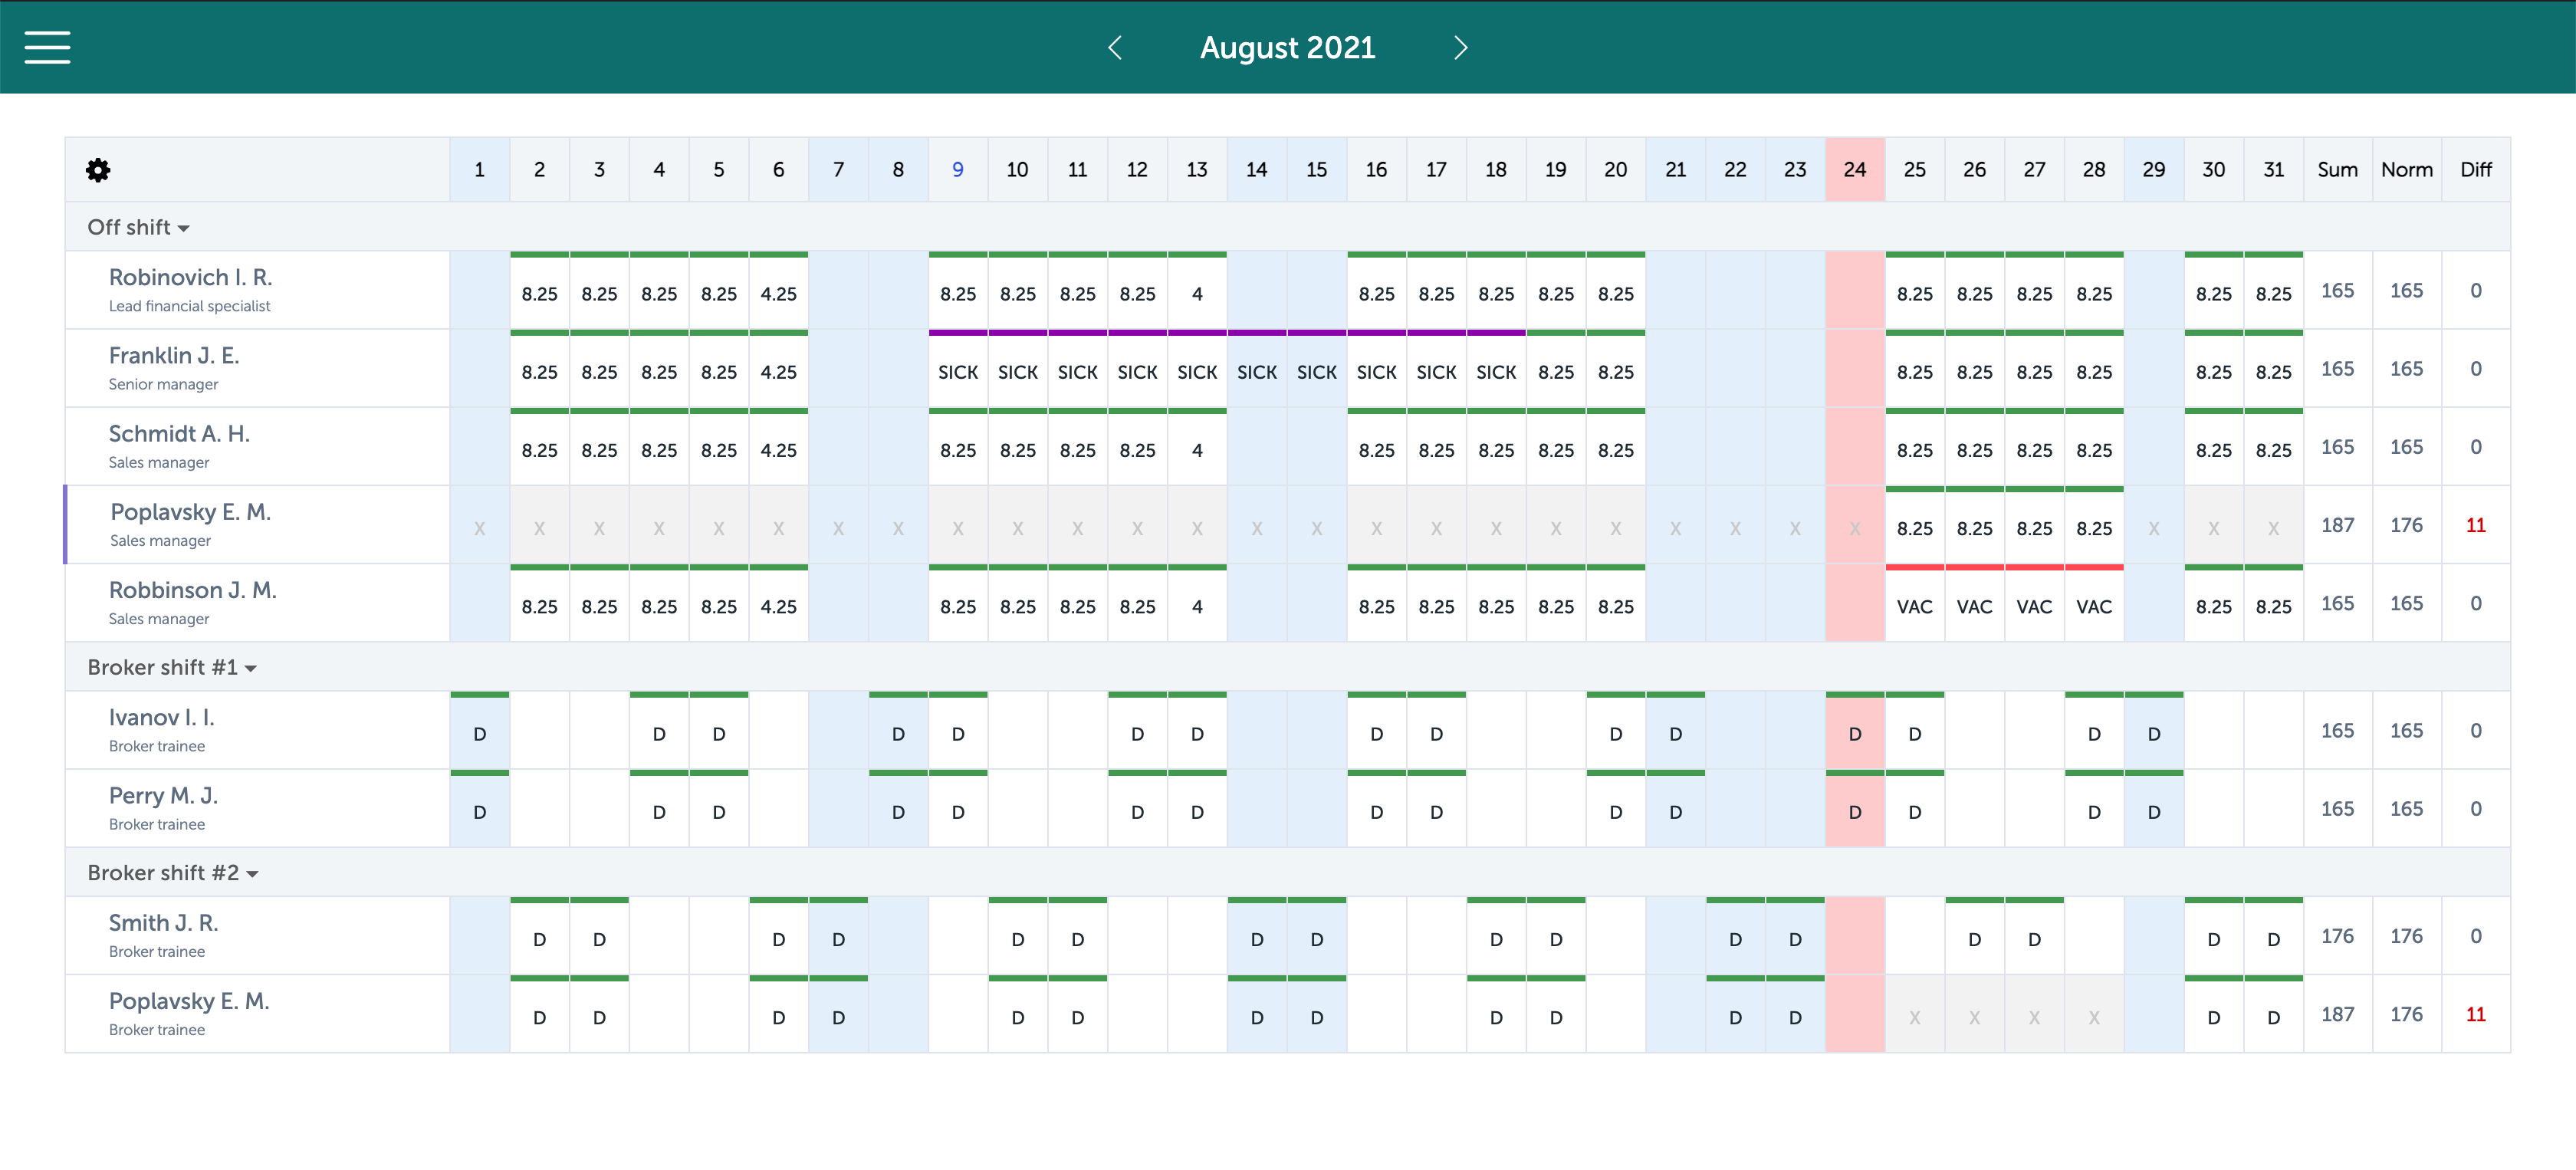 August 2021
1 2 3 4 5 6 7 8 9 10 11 12 13 14 15 16 17 18 19 20 21 22 23 24 25 26 27 28 29 30 31 Sum Norm Diff
Off shift
Robinovich I. R.
Lead financial specialist
8.25 8.25 8.25 8.25 4.25 8.25 8.25 8.25 8.25 4 8.25 8.25 8.25 8.25 8.25 8.25 8.25 8.25 8.25 8.25 8.25 165 165 0
Franklin J. E.
Senior manager
8.25 8.25 8.25 8.25 4.25 SICK SICK SICK SICK SICK SICK SICK SICK SICK SICK 8.25 8.25 8.25 8.25 8.25 8.25 8.25 8.25 165 165 0
Schmidt A. H.
Sales manager
8.25 8.25 8.25 8.25 4.25 8.25 8.25 8.25 8.25 4 8.25 8.25 8.25 8.25 8.25 8.25 8.25 8.25 8.25 8.25 8.25 165 165 0
Poplavsky E. M.
Sales manager
X X X X X X X X X X X X X X X X X X X X X X X X 8.25 8.25 8.25 8.25 X X X 187 176 11
Robbinson J. M.
Sales manager
8.25 8.25 8.25 8.25 4.25 8.25 8.25 8.25 8.25 4 8.25 8.25 8.25 8.25 8.25 VAC VAC VAC VAC 8.25 8.25 165 165 0
Broker shift #1
Ivanov I. I.
Broker trainee
D D D D D D D D D D D D D D D 165 165 0
Perry M. J.
Broker trainee
D D D D D D D D D D D D D D D 165 165 0
Broker shift #2
Smith J. R.
Broker trainee
D D D D D D D D D D D D D D D D 176 176 0
Poplavsky E. M.
Broker trainee
D D D D D D D D D D D D X X X X D D 187 176 11